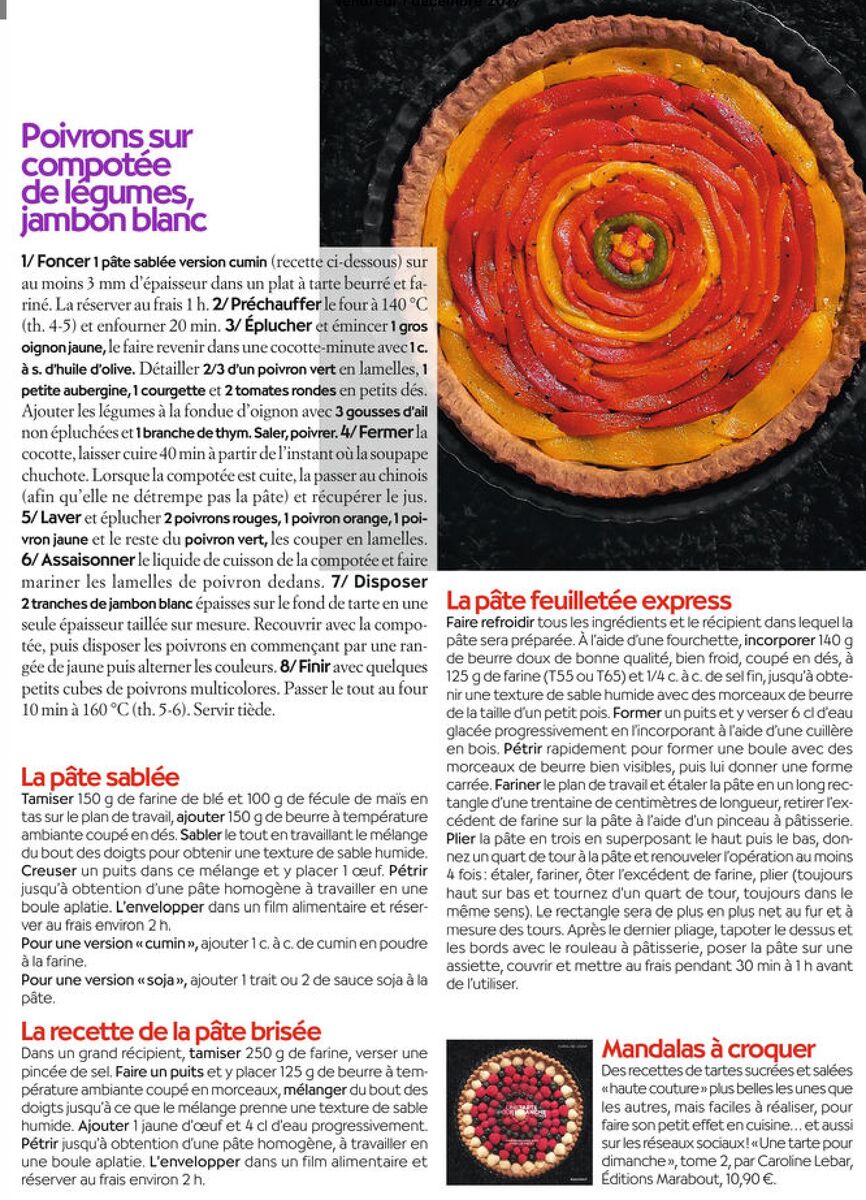 vendredi 1 décembre 2017
Poivrons sur
compotée
de légumes,
jambon blanc
1/ Foncer 1 pâte sablée version cumin (recette ci-dessous) sur
au moins 3 mm d'épaisseur dans un plat à tarte beurré et fa-
riné. La réserver au frais 1 h. 2/ Préchauffer le four à 140 °C
(th. 4-5) et enfourner 20 min. 3/ Éplucher et émincer 1 gros
oignon jaune, le faire revenir dans une cocotte-minute avec 1 c.
à s. d'huile d'olive. Détailler 2/3 d'un poivron vert en lamelles, 1
petite aubergine, 1 courgette et 2 tomates rondes en petits dés.
Ajouter les légumes à la fondue d'oignon avec 3 gousses d'ail
non épluchées et 1 branche de thym. Saler, poivrer. 4/ Fermer la
cocotte, laisser cuire 40 min à partir de l'instant où la soupape
chuchote. Lorsque la compotée est cuite, la passer au chinois
(afin qu'elle ne détrempe pas la pâte) et récupérer le jus.
5/ Laver et éplucher 2 poivrons rouges, 1 poivron orange, 1 poi-
vron jaune et le reste du poivron vert, les couper en lamelles.
6/ Assaisonner le liquide de cuisson de la compotée et faire
mariner les lamelles de poivron dedans. 7/ Disposer
2 tranches de jambon blanc épaisses sur le fond de tarte en une
seule épaisseur taillée sur mesure. Recouvrir avec la compo-
tée, puis disposer les poivrons en commençant par une ran-
gée de jaune puis alterner les couleurs. 8/ Finir avec quelques
petits cubes de poivrons multicolores. Passer le tout au four
10 min à 160 °C (th. 5-6). Servir tiède.
La pâte sablée
Tamiser 150 g de farine de blé et 100 g de fécule de maïs en
tas sur le plan de travail, ajouter 150 g de beurre à température
ambiante coupé en dés. Sabler le tout en travaillant le mélange
du bout des doigts pour obtenir une texture de sable humide.
Creuser un puits dans ce mélange et y placer 1 œuf. Pétrir
jusqu'à obtention d'une pâte homogène à travailler en une
boule aplatie. L'envelopper dans un film alimentaire et réser-
ver au frais environ 2 h.
Pour une version « cumin », ajouter 1 c. à c. de cumin en poudre
à la farine.
Pour une version « soja », ajouter 1 trait ou 2 de sauce soja à la
pâte.
La recette de la pâte brisée
Dans un grand récipient, tamiser 250 g de farine, verser une
pincée de sel. Faire un puits et y placer 125 g de beurre à tem-
pérature ambiante coupé en morceaux, mélanger du bout des
doigts jusqu'à ce que le mélange prenne une texture de sable
humide. Ajouter 1 jaune d'œuf et 4 cl d'eau progressivement.
Pétrir jusqu'à obtention d'une pâte homogène, à travailler en
une boule aplatie. L'envelopper dans un film alimentaire et
réserver au frais environ 2 h.
La pâte feuilletée express
Faire refroidir tous les ingrédients et le récipient dans lequel la
pâte sera préparée. À l'aide d'une fourchette, incorporer 140 g
de beurre doux de bonne qualité, bien froid, coupé en dés, à
125 g de farine (T55 ou T65) et 1/4 c. à c. de sel fin, jusqu'à obte-
nir une texture de sable humide avec des morceaux de beurre
de la taille d'un petit pois. Former un puits et y verser 6 cl d'eau
glacée progressivement en l'incorporant à l'aide d'une cuillère
en bois. Pétrir rapidement pour former une boule avec des
morceaux de beurre bien visibles, puis lui donner une forme
carrée. Fariner le plan de travail et étaler la pâte en un long rec-
tangle d'une trentaine de centimètres de longueur, retirer l'ex-
cédent de farine sur la pâte à l'aide d'un pinceau à pâtisserie.
Plier la pâte en trois en superposant le haut puis le bas, don-
nez un quart de tour à la pâte et renouveler l'opération au moins
4 fois : étaler, fariner, ôter l'excédent de farine, plier (toujours
haut sur bas et tournez d'un quart de tour, toujours dans le
même sens). Le rectangle sera de plus en plus net au fur et à
mesure des tours. Après le dernier pliage, tapoter le dessus et
les bords avec le rouleau à pâtisserie, poser la pâte sur une
assiette, couvrir et mettre au frais pendant 30 min à 1 h avant
de l'utiliser.
UNE TARTE
POUR DIMANCHE
Mandalas à croquer
Des recettes de tartes sucrées et salées
« haute couture » plus belles les unes que
les autres, mais faciles à réaliser, pour
faire son petit effet en cuisine… et aussi
sur les réseaux sociaux ! « Une tarte pour
dimanche », tome 2, par Caroline Lebar,
Éditions Marabout, 10,90 €.